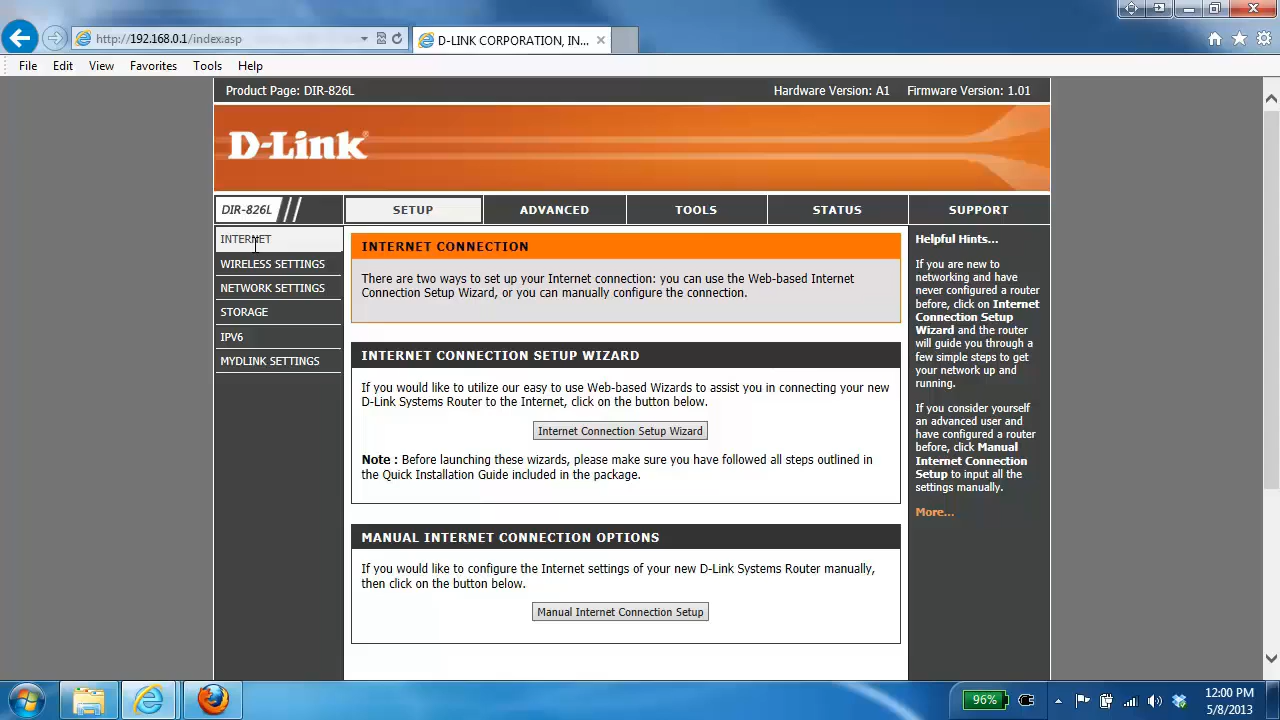 http://192.168.0.1/index.asp
D-LINK CORPORATION, IN...
File Edit View Favorites Tools Help
Product Page: DIR-826L
Hardware Version: A1 Firmware Version: 1.01
D-Link
DIR-826L
SETUP ADVANCED TOOLS STATUS SUPPORT
INTERNET
WIRELESS SETTINGS
NETWORK SETTINGS
STORAGE
IPV6
MYDLINK SETTINGS
INTERNET CONNECTION
There are two ways to set up your Internet connection: you can use the Web-based Internet
Connection Setup Wizard, or you can manually configure the connection.
INTERNET CONNECTION SETUP WIZARD
If you would like to utilize our easy to use Web-based Wizards to assist you in connecting your new
D-Link Systems Router to the Internet, click on the button below.
Internet Connection Setup Wizard
Note : Before launching these wizards, please make sure you have followed all steps outlined in
the Quick Installation Guide included in the package.
MANUAL INTERNET CONNECTION OPTIONS
If you would like to configure the Internet settings of your new D-Link Systems Router manually,
then click on the button below.
Manual Internet Connection Setup
Helpful Hints...
If you are new to
networking and have
never configured a router
before, click on Internet
Connection Setup
Wizard and the router
will guide you through a
few simple steps to get
your network up and
running.
If you consider yourself
an advanced user and
have configured a router
before, click Manual
Internet Connection
Setup to input all the
settings manually.
More...
96%
12:00 PM
5/8/2013